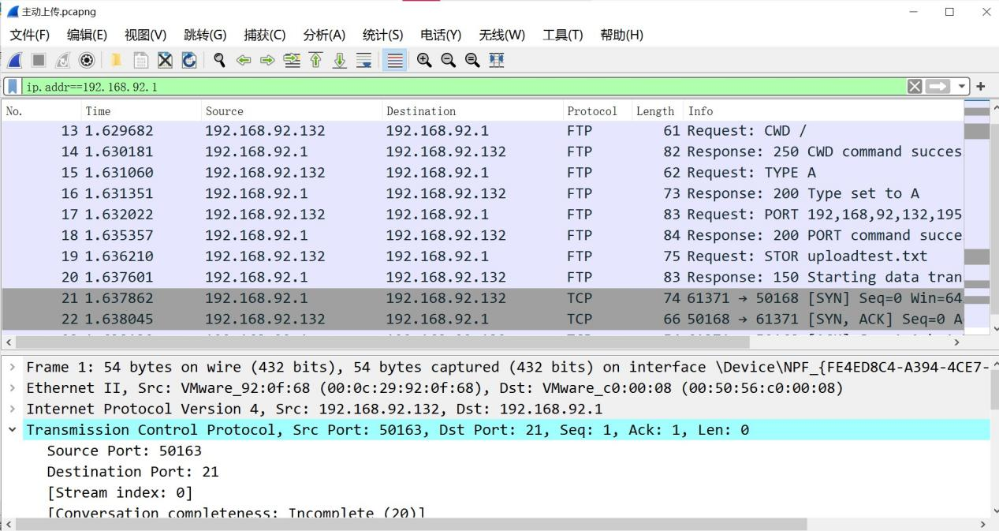 主动上传.pcapng
文件(F) 编辑(E) 视图(V) 跳转(G) 捕获(C) 分析(A) 统计(S) 电话(Y) 无线(W) 工具(T) 帮助(H)
ip.addr==192.168.92.1
No. Time Source Destination Protocol Length Info
13 1.629682 192.168.92.132 192.168.92.1 FTP 61 Request: CWD /
14 1.630181 192.168.92.1 192.168.92.132 FTP 82 Response: 250 CWD command succes
15 1.631060 192.168.92.132 192.168.92.1 FTP 62 Request: TYPE A
16 1.631351 192.168.92.1 192.168.92.132 FTP 73 Response: 200 Type set to A
17 1.632022 192.168.92.132 192.168.92.1 FTP 83 Request: PORT 192,168,92,132,195
18 1.635357 192.168.92.1 192.168.92.132 FTP 84 Response: 200 PORT command succe
19 1.636210 192.168.92.132 192.168.92.1 FTP 75 Request: STOR uploadtest.txt
20 1.637601 192.168.92.1 192.168.92.132 FTP 83 Response: 150 Starting data tran
21 1.637862 192.168.92.1 192.168.92.132 TCP 74 61371 → 50168 [SYN] Seq=0 Win=64
22 1.638045 192.168.92.132 192.168.92.1 TCP 66 50168 → 61371 [SYN, ACK] Seq=0 A
Frame 1: 54 bytes on wire (432 bits), 54 bytes captured (432 bits) on interface \Device\NPF_{FE4ED8C4-A394-4CE7-
Ethernet II, Src: VMware_92:0f:68 (00:0c:29:92:0f:68), Dst: VMware_c0:00:08 (00:50:56:c0:00:08)
Internet Protocol Version 4, Src: 192.168.92.132, Dst: 192.168.92.1
Transmission Control Protocol, Src Port: 50163, Dst Port: 21, Seq: 1, Ack: 1, Len: 0
Source Port: 50163
Destination Port: 21
[Stream index: 0]
[Conversation completeness: Incomplete (20)]